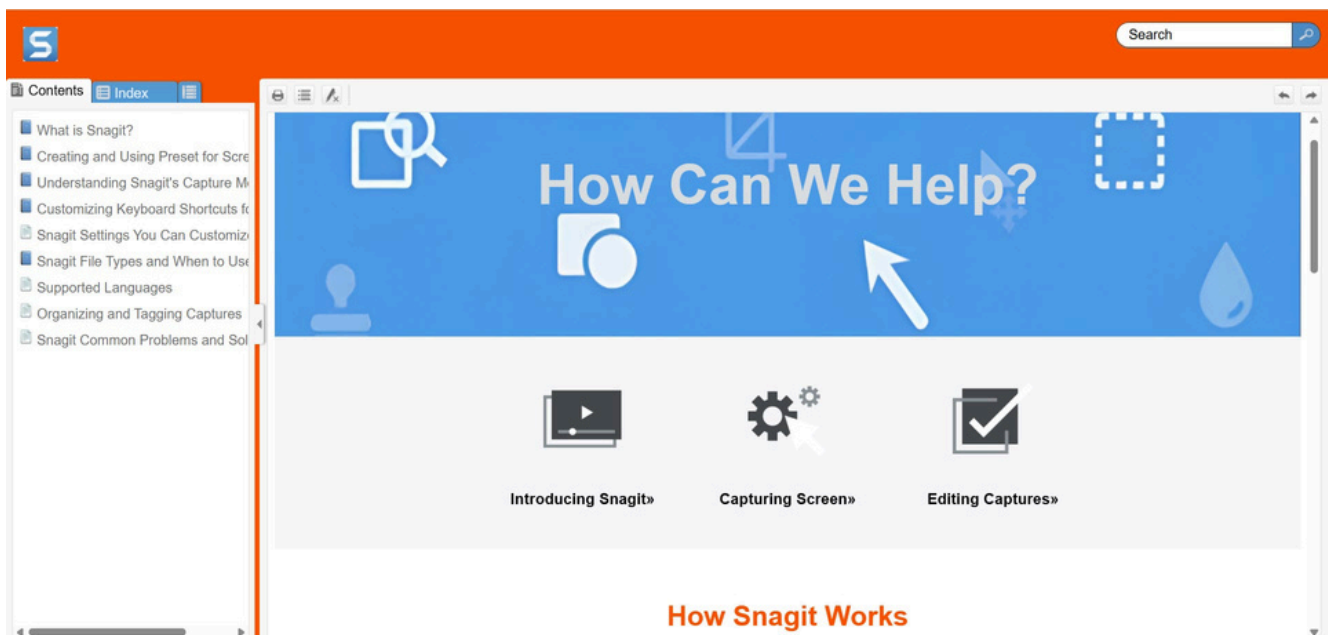 S
Search
Contents
Index
What is Snagit?
Creating and Using Preset for Scre
Understanding Snagit's Capture M
Customizing Keyboard Shortcuts fo
Snagit Settings You Can Customiz
Snagit File Types and When to Use
Supported Languages
Organizing and Tagging Captures
Snagit Common Problems and Sol
How Can We Help?
Introducing Snagit»
Capturing Screen»
Editing Captures»
How Snagit Works